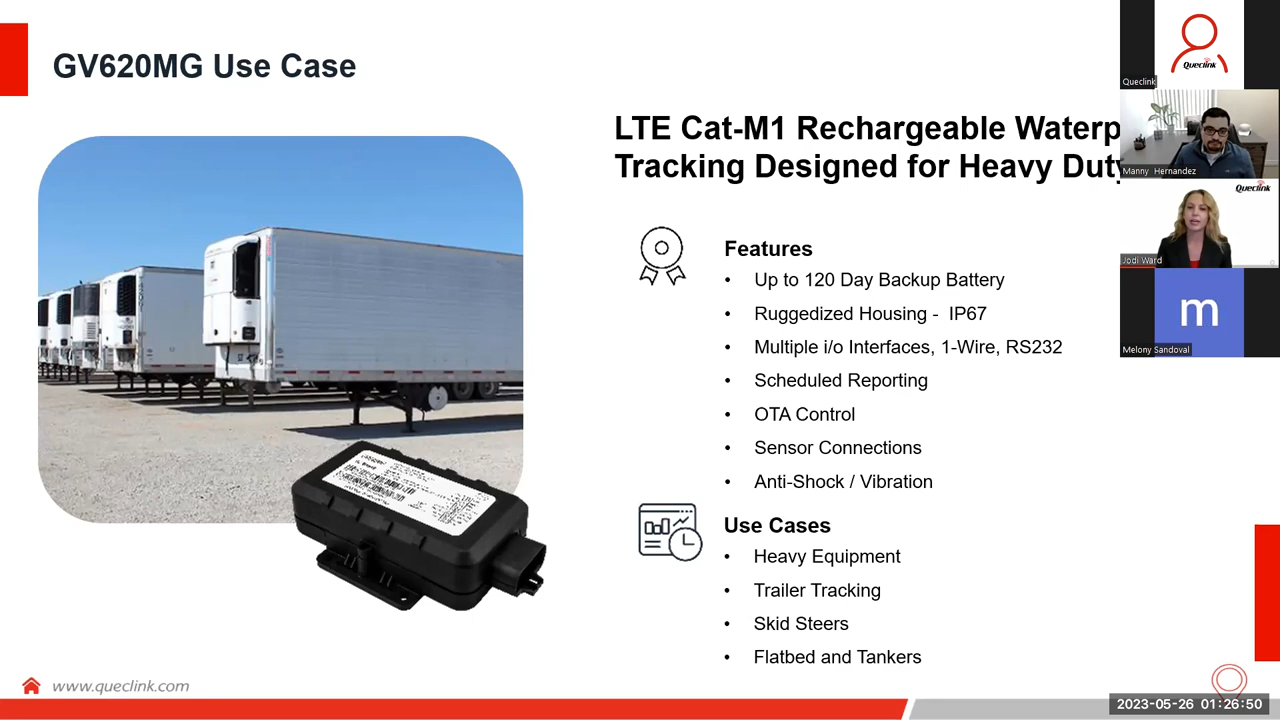 GV620MG Use Case
LTE Cat-M1 Rechargeable Waterp
Tracking Designed for Heavy Duty
Features
• Up to 120 Day Backup Battery
• Ruggedized Housing - IP67
• Multiple i/o Interfaces, 1-Wire, RS232
• Scheduled Reporting
• OTA Control
• Sensor Connections
• Anti-Shock / Vibration
Use Cases
• Heavy Equipment
• Trailer Tracking
• Skid Steers
• Flatbed and Tankers
www.queclink.com
Queclink
Queclink
Manny Hernandez
Queclink
Jodi Ward
m
Melony Sandoval
2023-05-26 01:26:50